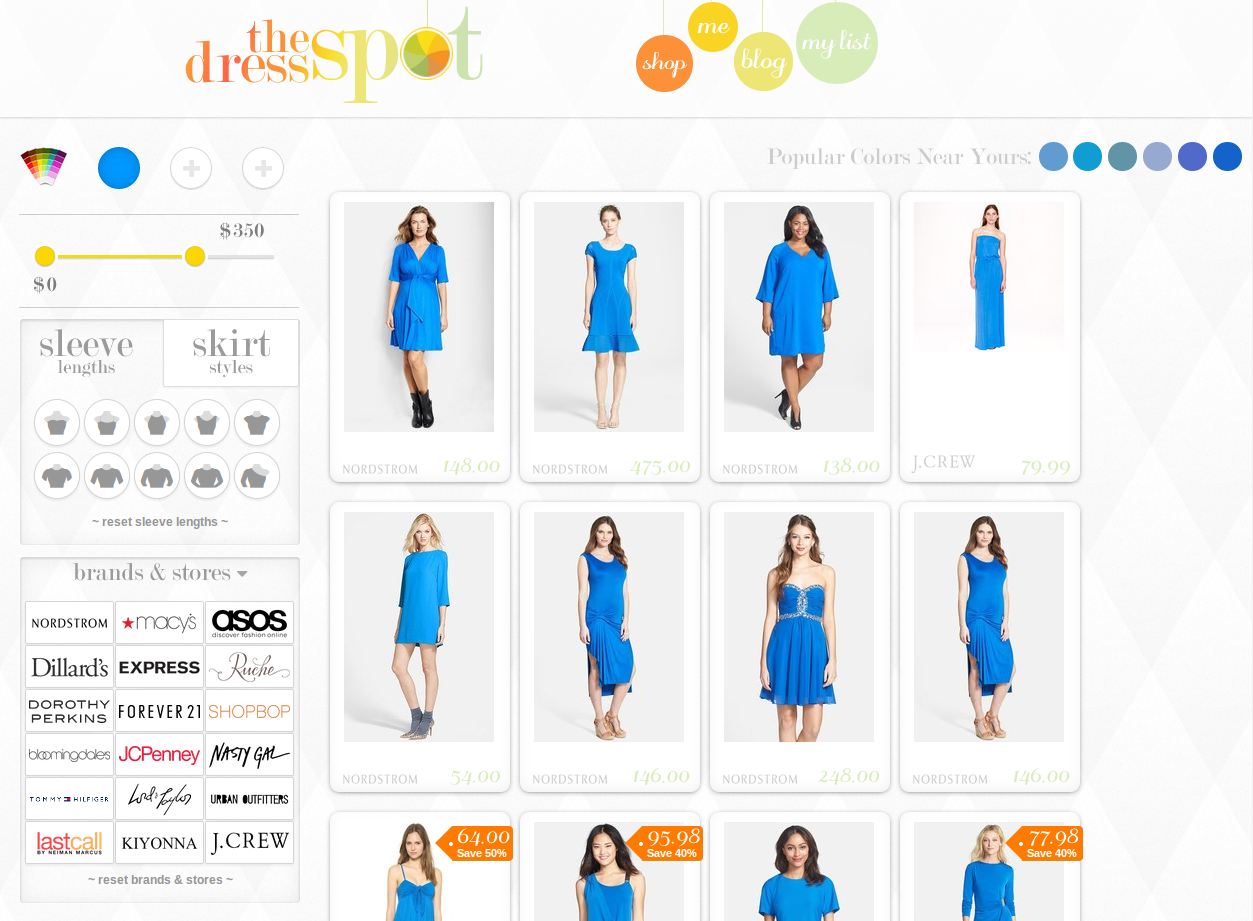 the
dress spot
shop
me
blog
my list
Popular Colors Near Yours:
$350
$0
sleeve
lengths
skirt
styles
~ reset sleeve lengths ~
brands & stores
NORDSTROM
macy's
asos
discover fashion online
Dillard's
EXPRESS
Ruche
DOROTHY
PERKINS
FOREVER 21
SHOPBOP
bloomingdales
JCPenney
NASTY GAL
TOMMY HILFIGER
Lord & Taylor
URBAN OUTFITTERS
lastcall
BY NEIMAN MARCUS
KIYONNA
J.CREW
~ reset brands & stores ~
NORDSTROM 148.00
NORDSTROM 475.00
NORDSTROM 138.00
J.CREW 79.99
NORDSTROM 54.00
NORDSTROM 146.00
NORDSTROM 248.00
NORDSTROM 146.00
64.00
Save 50%
95.98
Save 40%
77.98
Save 40%